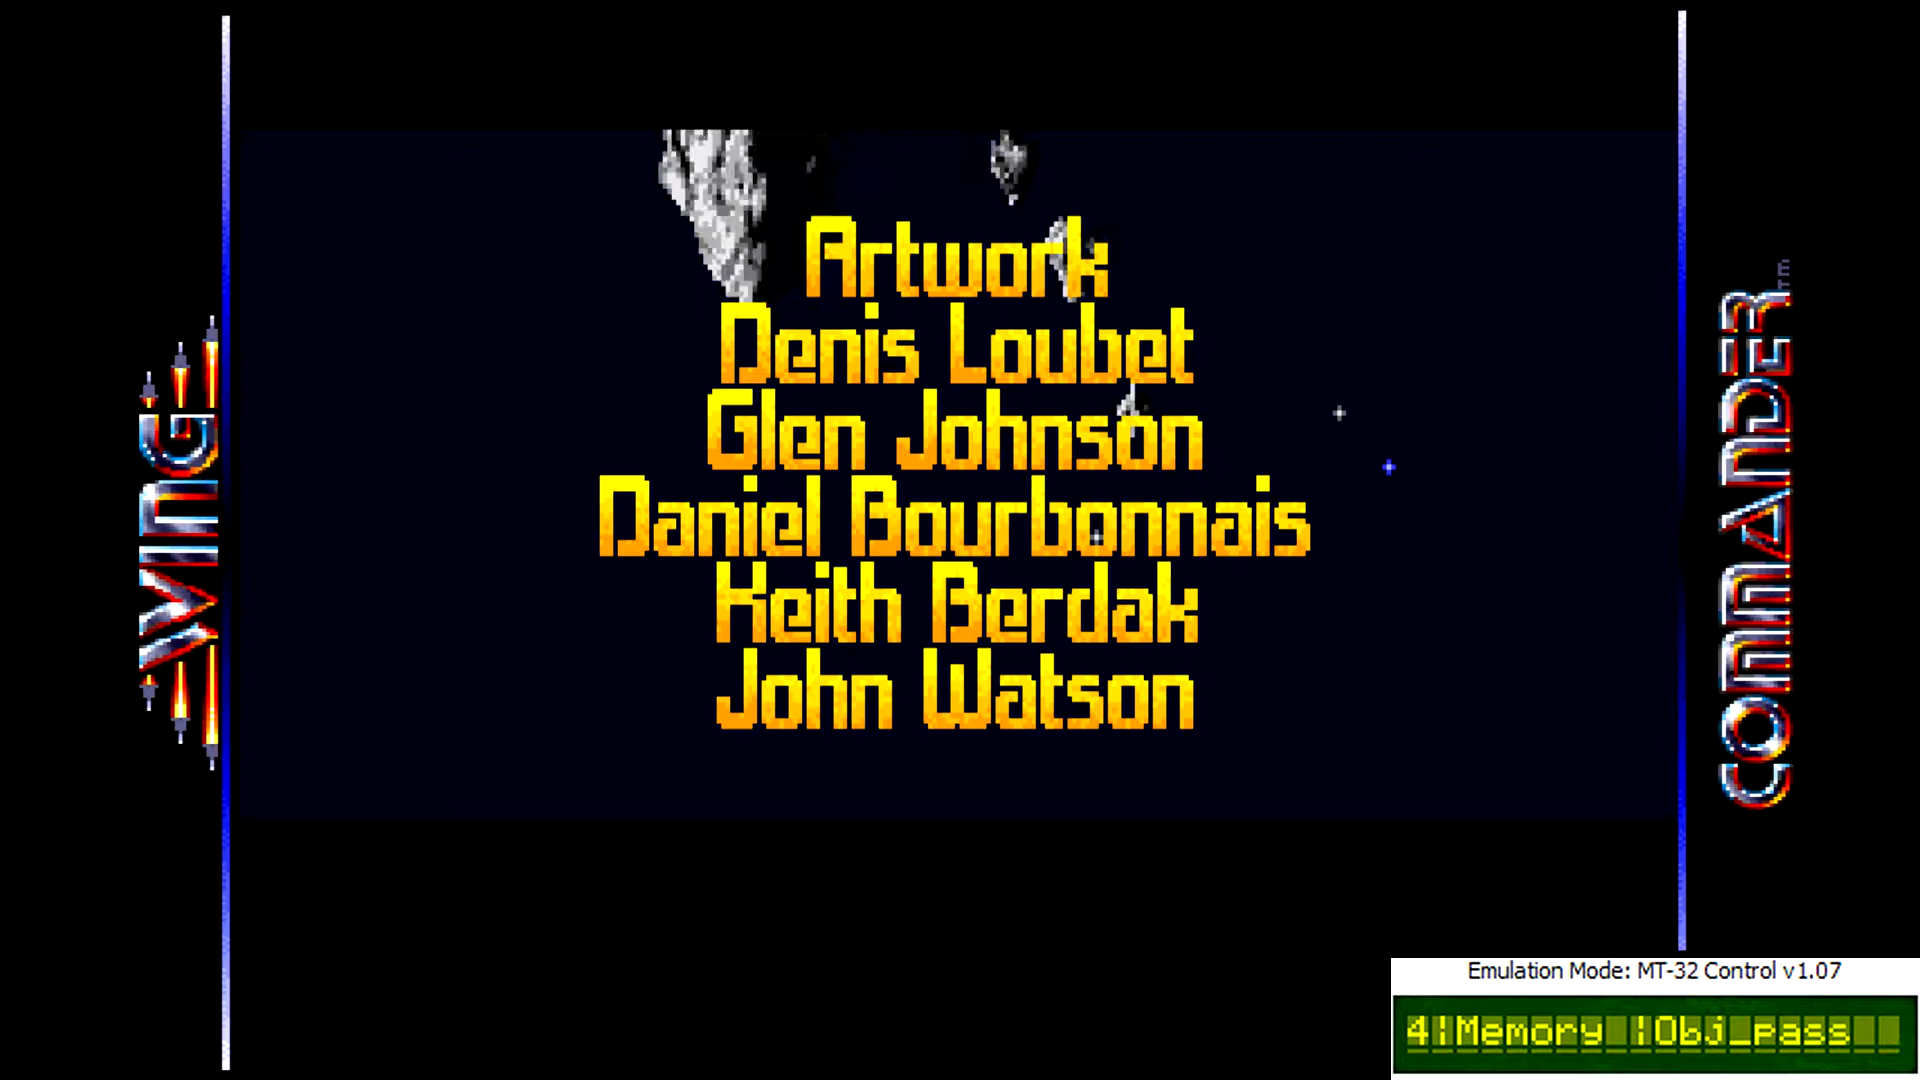 WING
Artwork
Denis Loubet
Glen Johnson
Daniel Bourbonnais
Keith Berdak
John Watson
COMMANDER™
Emulation Mode: MT-32 Control v1.07
4|Memory |Obj_pass